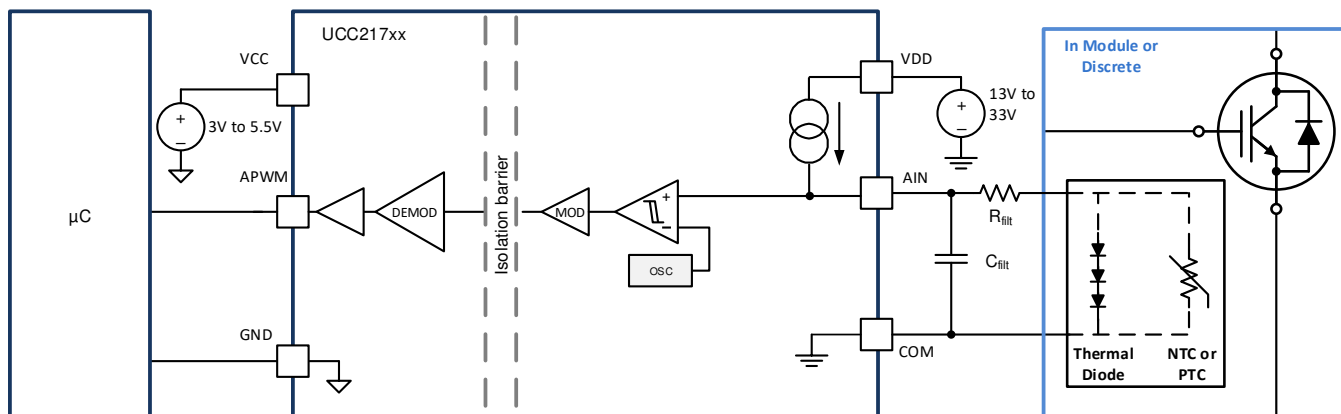 UCC217xx
In Module or
Discrete
VCC
VDD
3V to 5.5V
+
−
13V to
33V
+
−
Isolation barrier
µC
APWM
AIN
DEMOD
MOD
+
−
OSC
Rfilt
Cfilt
GND
COM
Thermal
Diode
NTC or
PTC